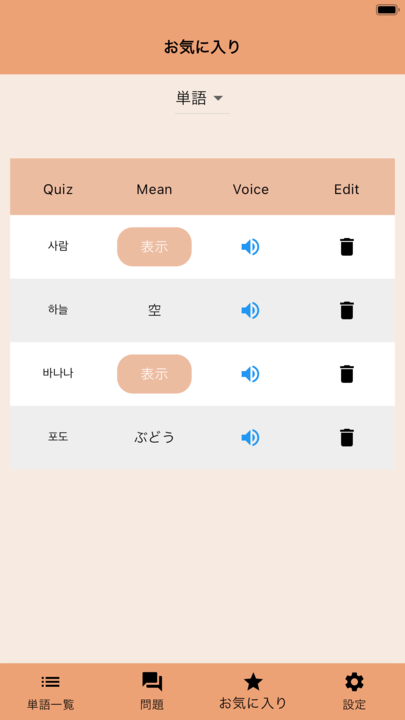 お気に入り
単語
Quiz Mean Voice Edit
사람 表示
하늘 空
바나나 表示
포도 ぶどう
単語一覧 問題 お気に入り 設定